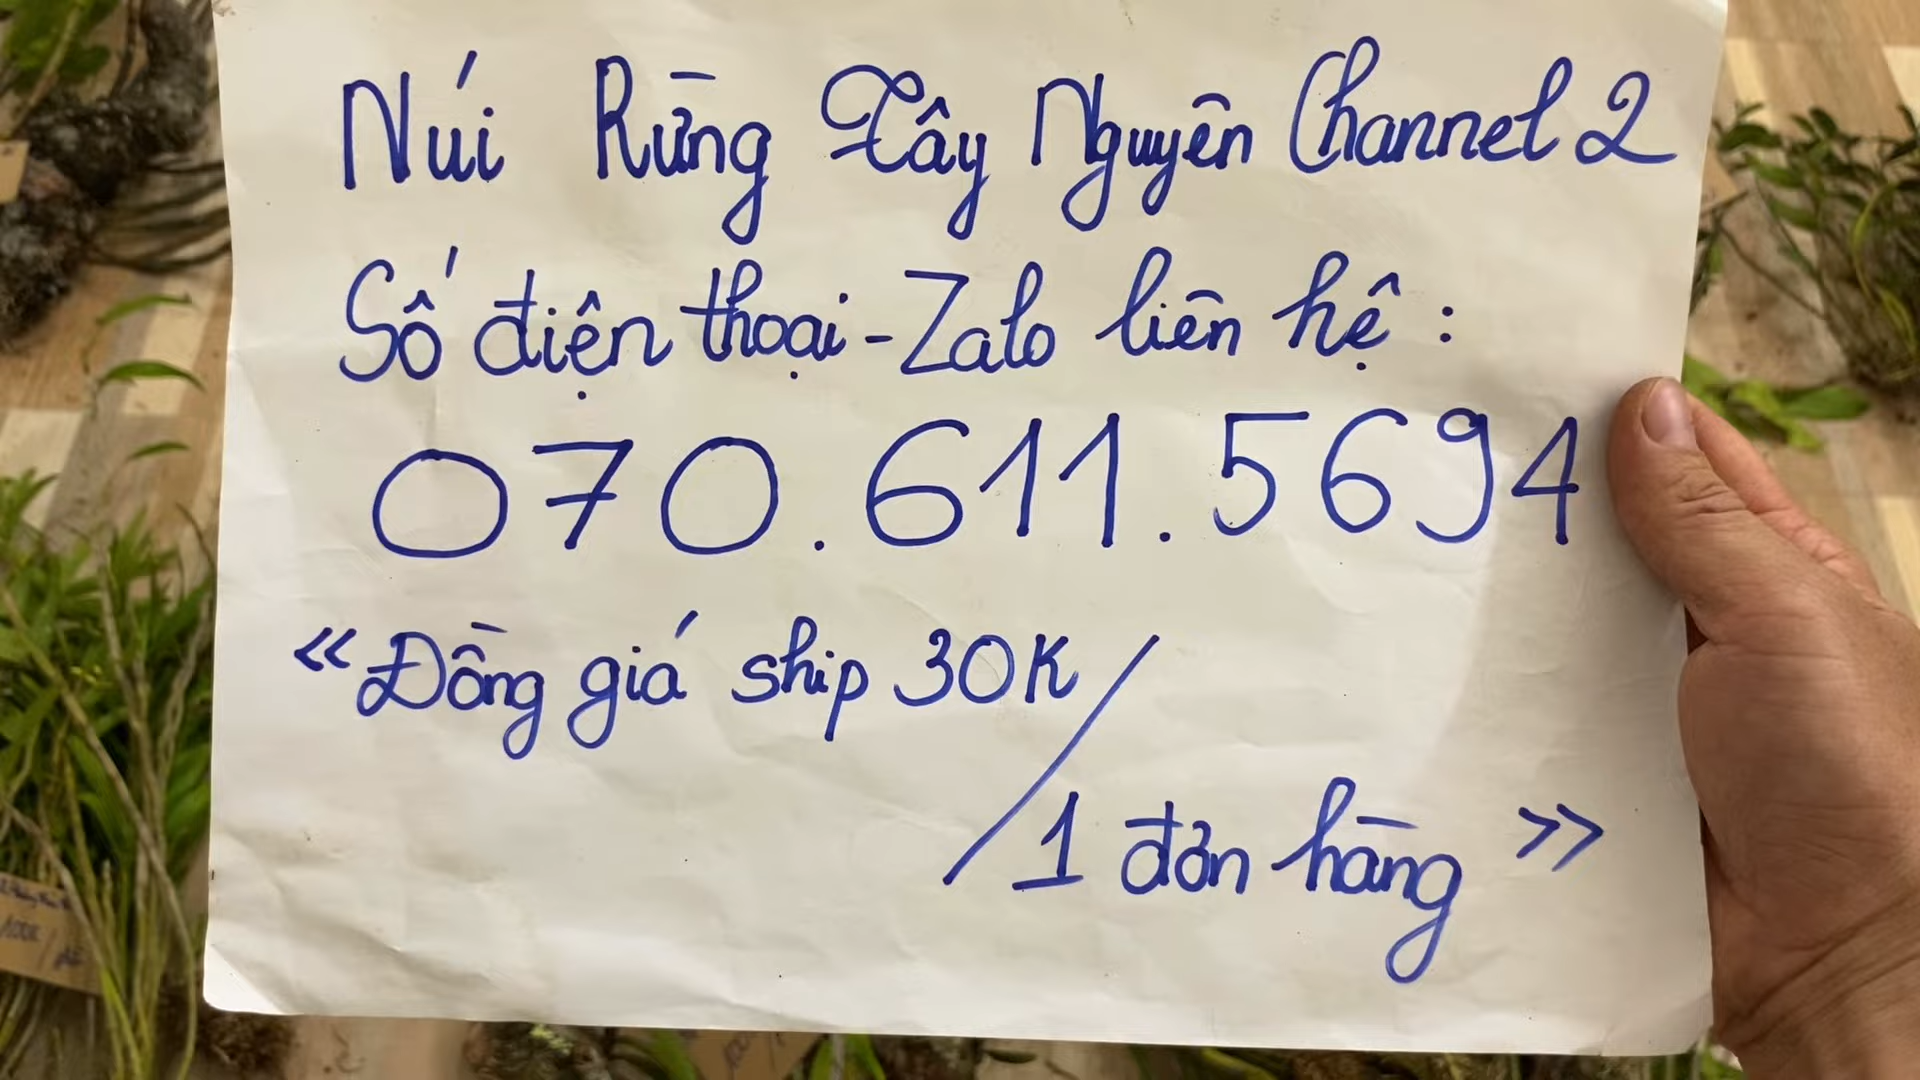 Núi Rừng Tây Nguyên Channel 2
Số điện thoại - Zalo liên hệ :
070.611.5694
« Đồng giá ship 30K /
1 đơn hàng »
100K